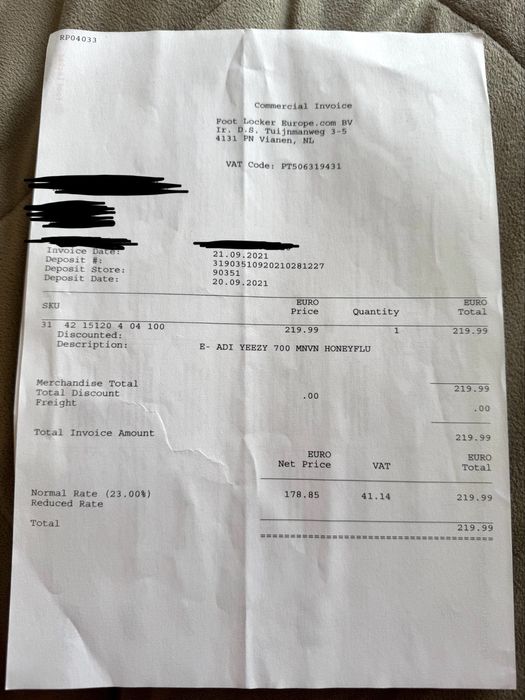 RP04033
Commercial Invoice
Foot Locker Europe.com BV
Ir. D.S. Tuijnmanweg 3-5
4131 PN Vianen, NL
VAT Code: PT506319431
Invoice Date: 21.09.2021
Deposit #: 31903510920210281227
Deposit Store: 90351
Deposit Date: 20.09.2021
SKU EURO Price Quantity EURO Total
31 42 15120 4 04 100 219.99 1 219.99
Discounted:
Description: E- ADI YEEZY 700 MNVN HONEYFLU
Merchandise Total 219.99
Total Discount .00
Freight .00
Total Invoice Amount 219.99
EURO Net Price VAT EURO Total
Normal Rate (23.00%) 178.85 41.14 219.99
Reduced Rate
Total 219.99